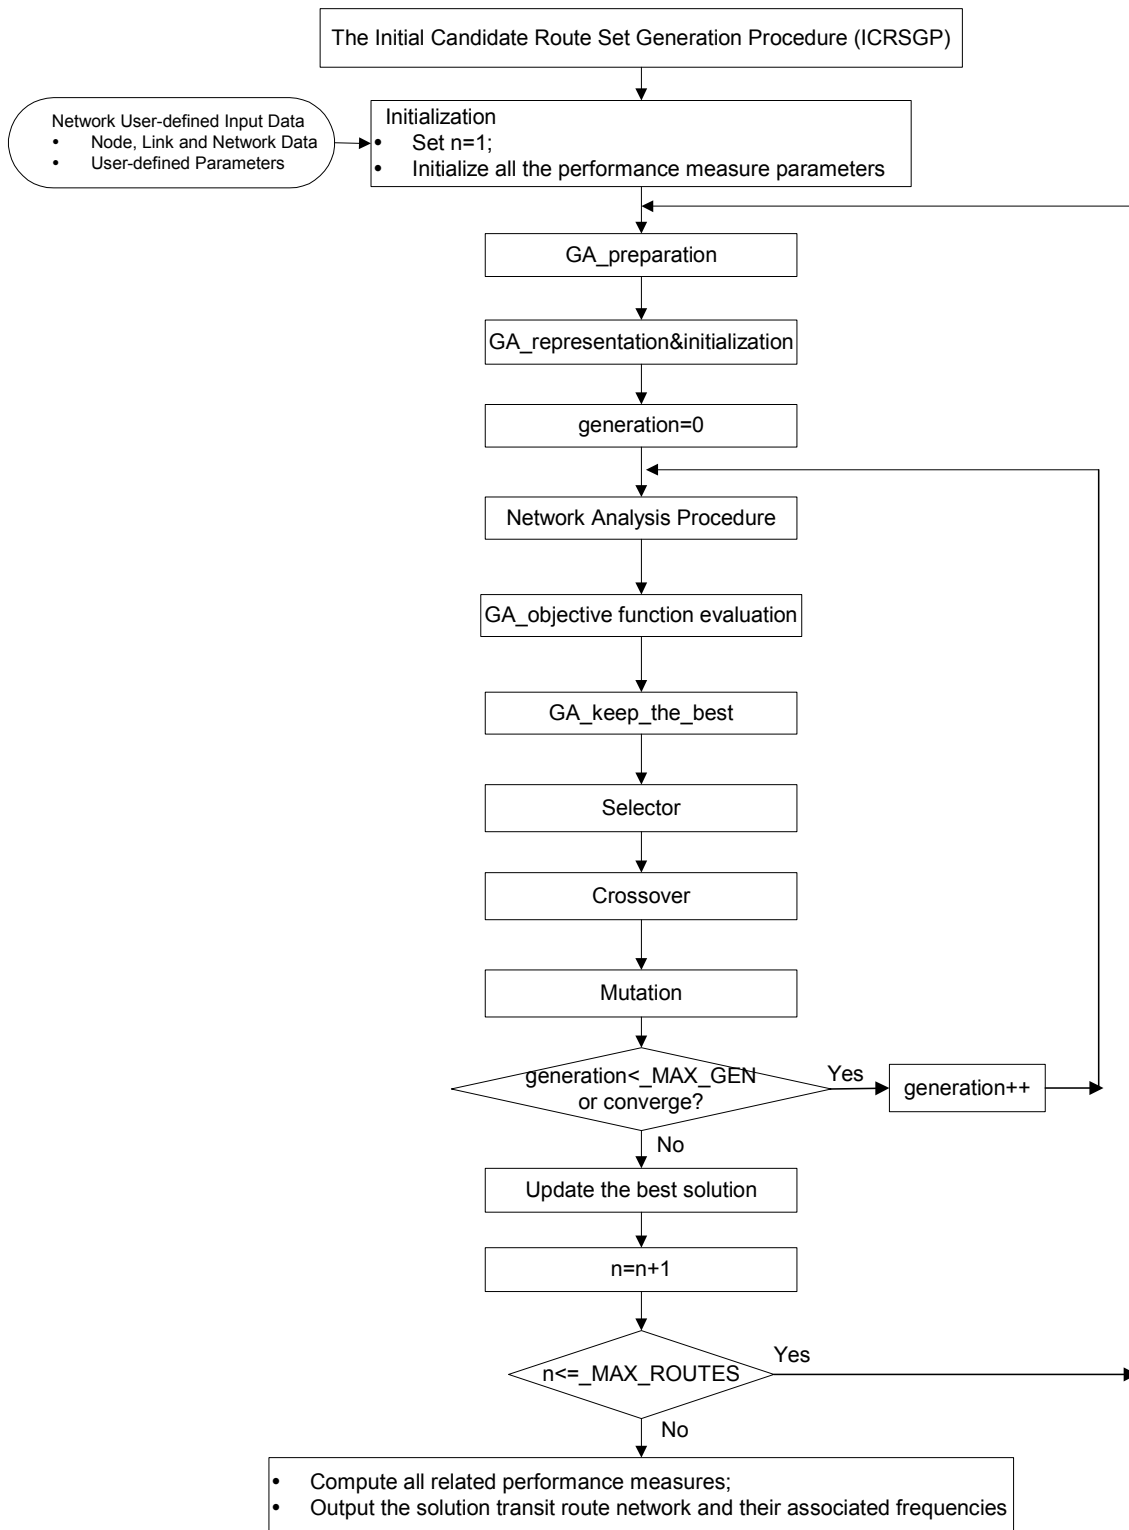 The Initial Candidate Route Set Generation Procedure (ICRSGP)
Network User-defined Input Data
• Node, Link and Network Data
• User-defined Parameters
Initialization
• Set n=1;
• Initialize all the performance measure parameters
GA_preparation
GA_representation&initialization
generation=0
Network Analysis Procedure
GA_objective function evaluation
GA_keep_the_best
Selector
Crossover
Mutation
generation<_MAX_GEN
or converge?
Yes
generation++
No
Update the best solution
n=n+1
n<=_MAX_ROUTES
Yes
No
• Compute all related performance measures;
• Output the solution transit route network and their associated frequencies